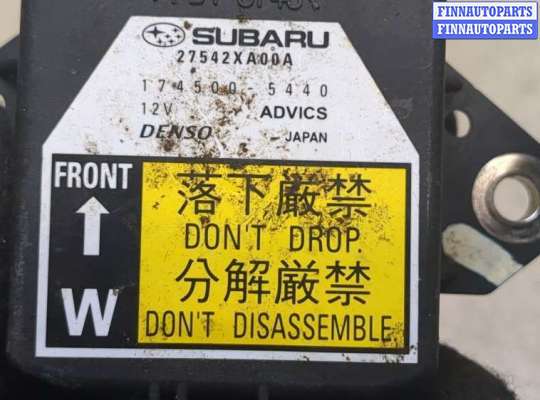 FINNAUTOPARTS
FINNAUTOPARTS
SUBARU
27542XA00A
174500-5440
12V ADVICS
DENSO JAPAN
FRONT
W
落下厳禁
DON'T DROP.
分解厳禁
DON'T DISASSEMBLE